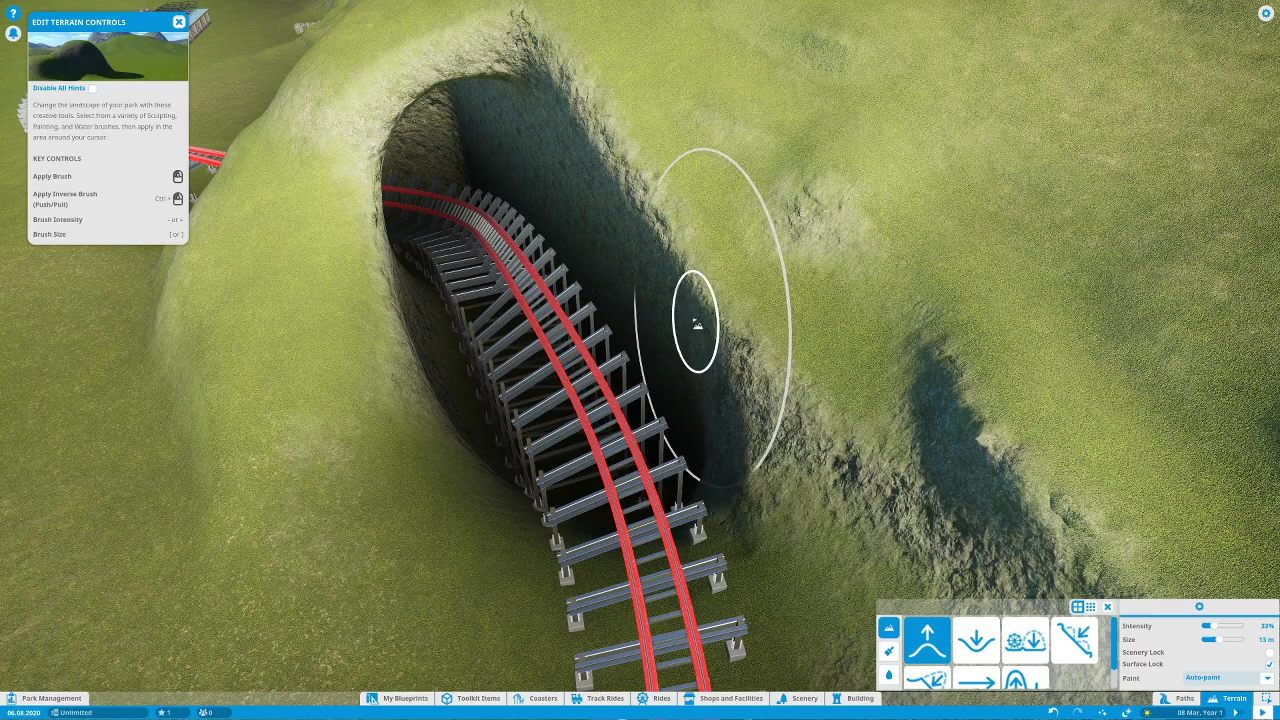 ?
EDIT TERRAIN CONTROLS
Disable All Hints
Change the landscape of your park with these
creative tools. Select from a variety of Sculpting,
Painting, and Water brushes, then apply in the
area around your cursor.
KEY CONTROLS
Apply Brush
Apply Inverse Brush
(Push/Pull)
Ctrl +
Brush Intensity
- or =
Brush Size
[ or ]
Intensity
33%
Size
13 m
Scenery Lock
Surface Lock
Paint
Auto-paint
Park Management
My Blueprints
Toolkit Items
Coasters
Track Rides
Rides
Shops and Facilities
Scenery
Building
Paths
Terrain
06.08.2020
Unlimited
1
0
08 Mar, Year 1